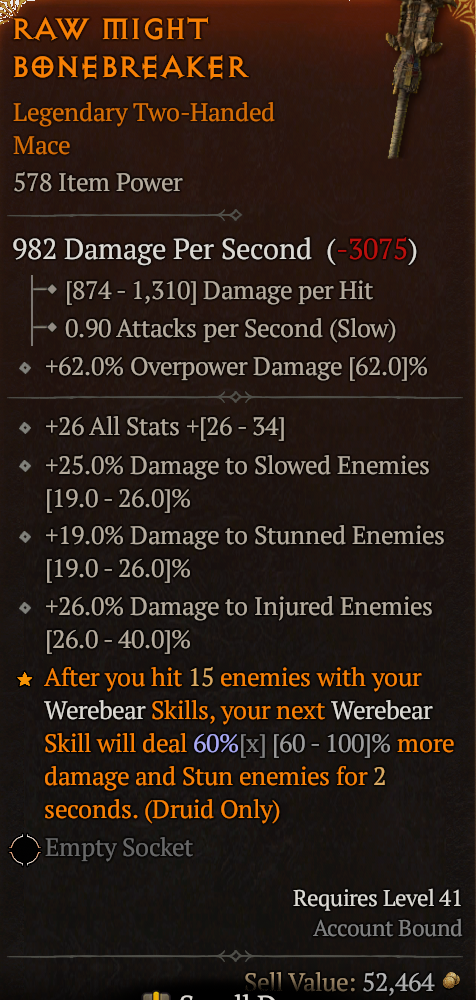 RAW MIGHT
BONEBREAKER
Legendary Two-Handed
Mace
578 Item Power
982 Damage Per Second (-3075)
[874 - 1,310] Damage per Hit
0.90 Attacks per Second (Slow)
+62.0% Overpower Damage [62.0]%
+26 All Stats +[26 - 34]
+25.0% Damage to Slowed Enemies
[19.0 - 26.0]%
+19.0% Damage to Stunned Enemies
[19.0 - 26.0]%
+26.0% Damage to Injured Enemies
[26.0 - 40.0]%
After you hit 15 enemies with your
Werebear Skills, your next Werebear
Skill will deal 60%[x] [60 - 100]% more
damage and Stun enemies for 2
seconds. (Druid Only)
Empty Socket
Requires Level 41
Account Bound
Sell Value: 52,464